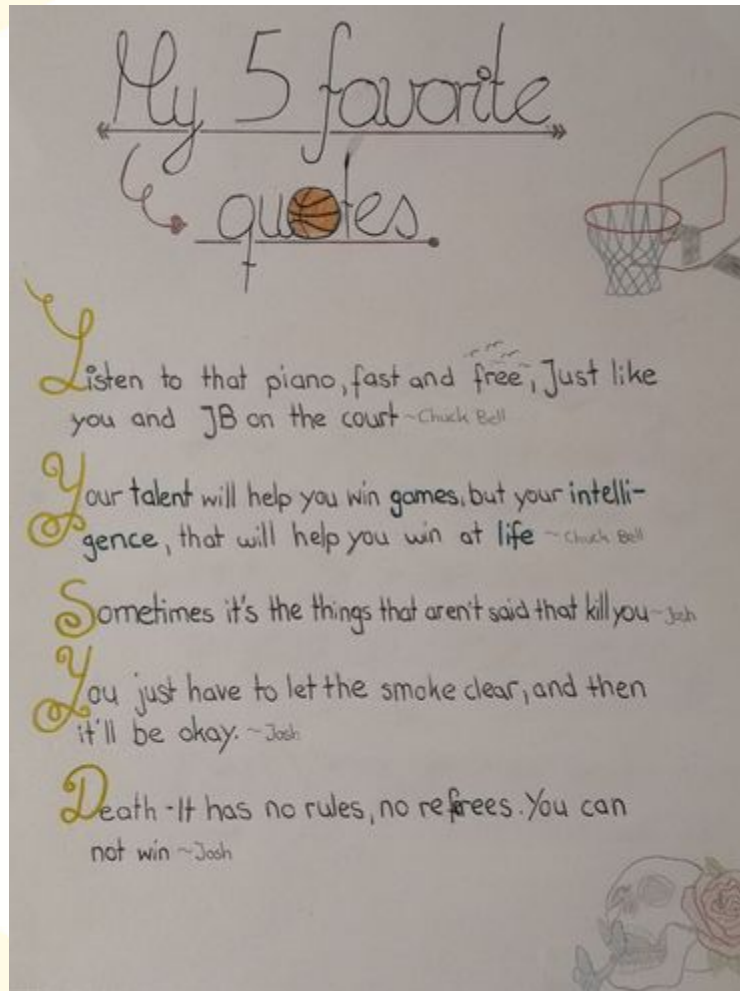 My 5 favorite
quotes
Listen to that piano, fast and free, Just like
you and JB on the court ~Chuck Bell
Your talent will help you win games, but your intelli-
gence, that will help you win at life ~Chuck Bell
Sometimes it's the things that aren't said that kill you ~Josh
You just have to let the smoke clear, and then
it'll be okay. ~Josh
Death - It has no rules, no refrees. You can
not win ~Josh